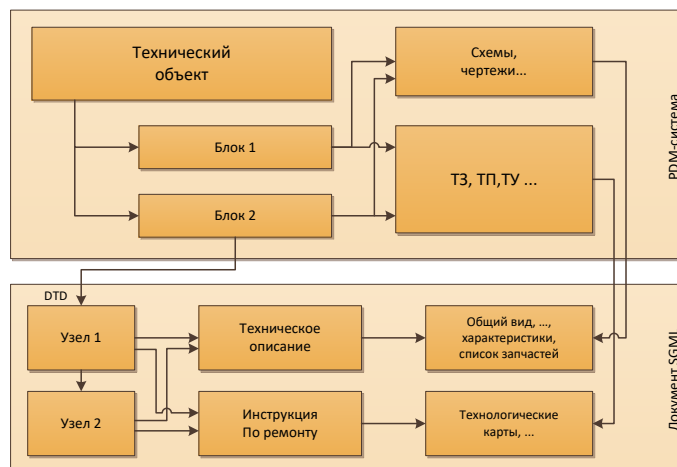 Технический
объект
Схемы,
чертежи...
Блок 1
ТЗ, ТП,ТУ ...
Блок 2
PDM-система
DTD
Узел 1
Техническое
описание
Общий вид, …,
характеристики,
список запчастей
Узел 2
Инструкция
По ремонту
Технологические
карты, ...
Документ SGML